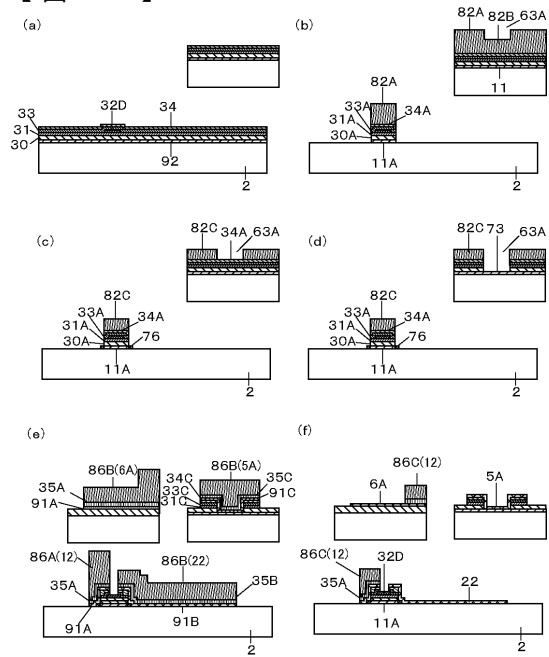 (a)
32D 34
33
31
30
92
2
(b)
82A 82B 63A
11
82A
33A 34A
31A
30A
11A
2
(c)
82C 34A 63A
82C
33A 34A
31A
30A 76
11A
2
(d)
82C 73 63A
82C
33A 34A
31A
30A 76
11A
2
(e)
86B(6A)
35A
91A
86B(5A)
34C 35C
33C 91C
31C
86A(12) 86B(22)
35A 35B
91A 91B
2
(f)
86C(12)
6A 5A
86C(12) 32D
35A 22
11A
2